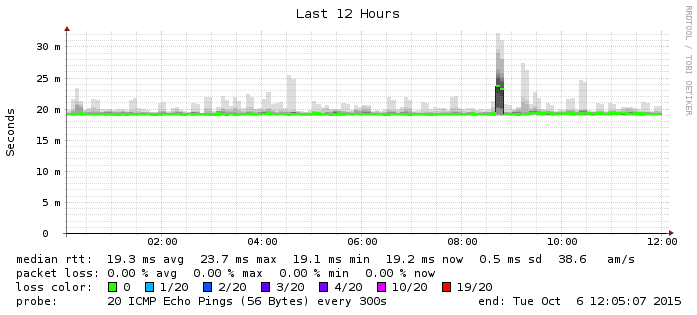 Last 12 Hours
RRDTOOL / TOBI OETIKER
Seconds
30 m
25 m
20 m
15 m
10 m
5 m
0
02:00 04:00 06:00 08:00 10:00 12:00
median rtt: 19.3 ms avg 23.7 ms max 19.1 ms min 19.2 ms now 0.5 ms sd 38.6 am/s
packet loss: 0.00 % avg 0.00 % max 0.00 % min 0.00 % now
loss color: 0 1/20 2/20 3/20 4/20 10/20 19/20
probe: 20 ICMP Echo Pings (56 Bytes) every 300s end: Tue Oct 6 12:05:07 2015